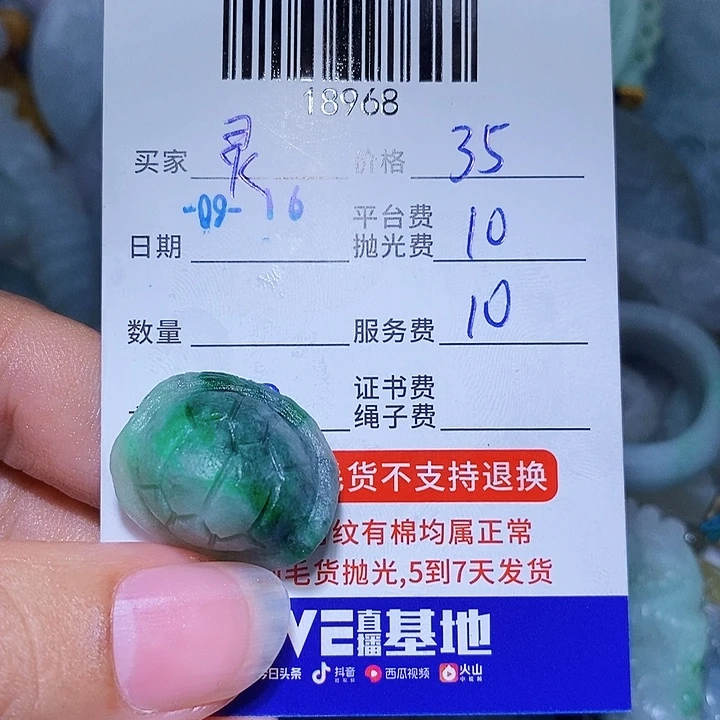 18968
买家 灵 价格 35
-09- 16
平台费
日期 抛光费 10
数量 服务费 10
证书费
绳子费
货不支持退换
纹有棉均属正常
毛货抛光,5到7天发货
VE直播基地
今日头条 抖音 西瓜视频 火山